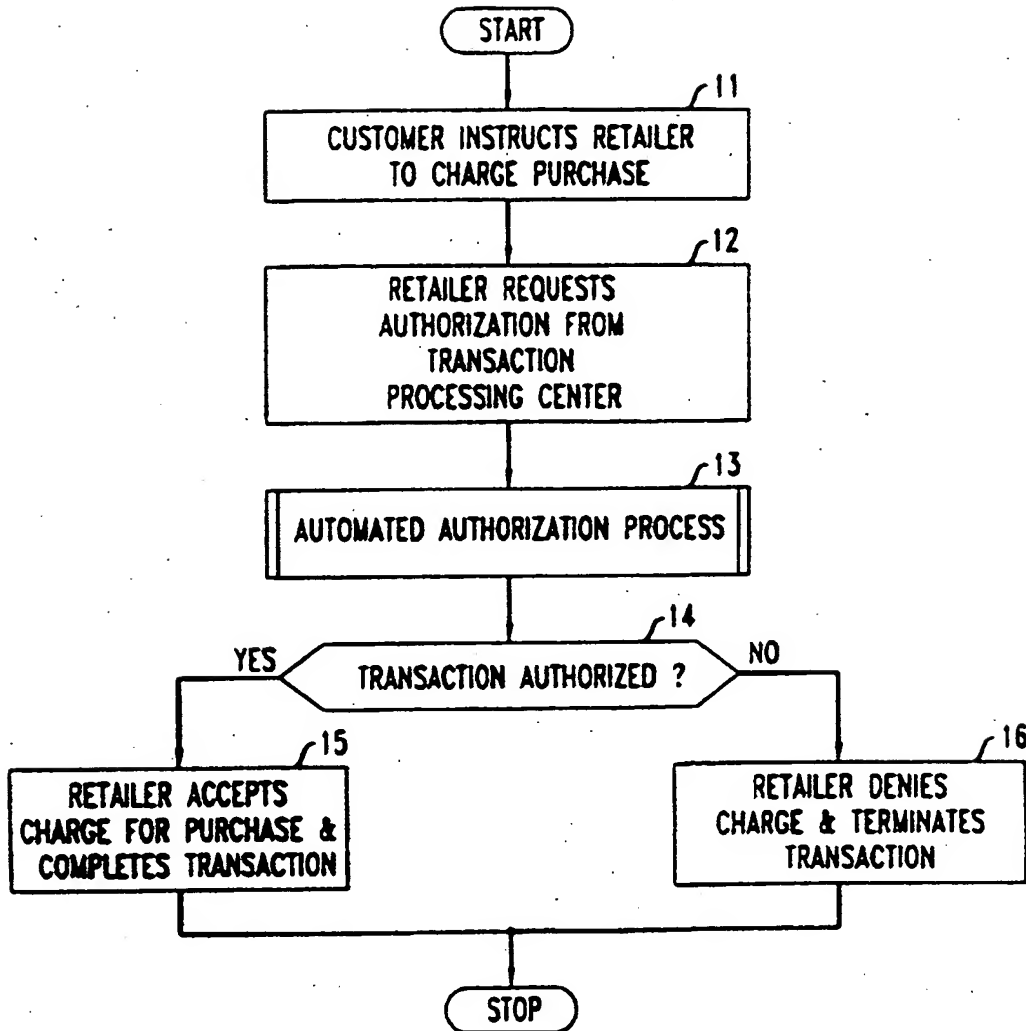 START
11
CUSTOMER INSTRUCTS RETAILER
TO CHARGE PURCHASE
12
RETAILER REQUESTS
AUTHORIZATION FROM
TRANSACTION
PROCESSING CENTER
13
AUTOMATED AUTHORIZATION PROCESS
14
YES
TRANSACTION AUTHORIZED ?
NO
15
RETAILER ACCEPTS
CHARGE FOR PURCHASE &
COMPLETES TRANSACTION
16
RETAILER DENIES
CHARGE & TERMINATES
TRANSACTION
STOP